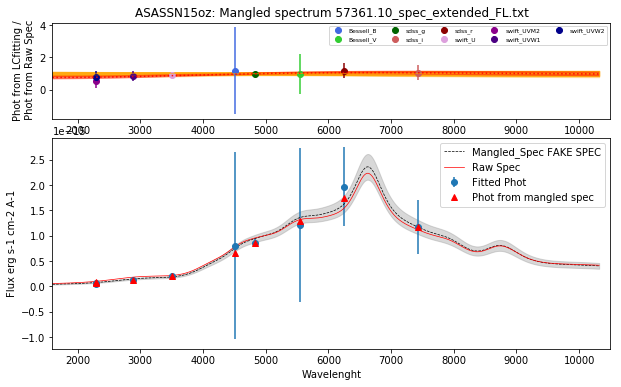 ASASSN15oz: Mangled spectrum 57361.10_spec_extended_FL.txt
Phot from LCfitting /
Phot from Raw Spec
4
2
0
Bessell_B
Bessell_V
sdss_g
sdss_i
sdss_r
swift_U
swift_UVM2
swift_UVW1
swift_UVW2
2000 3000 4000 5000 6000 7000 8000 9000 10000
1e−15
Flux erg s-1 cm-2 A-1
2.5
2.0
1.5
1.0
0.5
0.0
−0.5
−1.0
Mangled_Spec FAKE SPEC
Raw Spec
Fitted Phot
Phot from mangled spec
2000 3000 4000 5000 6000 7000 8000 9000 10000
Wavelenght